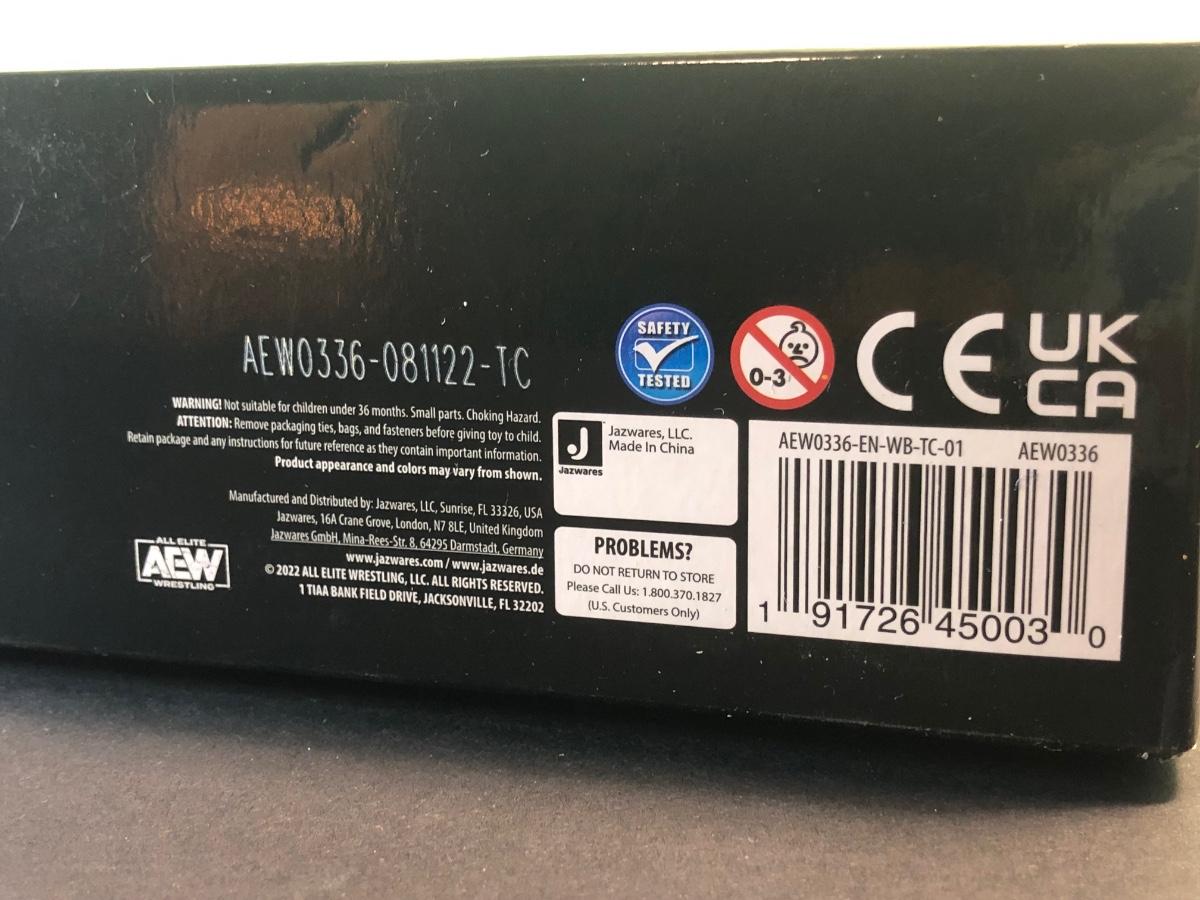 AEW0336-081122-TC
WARNING! Not suitable for children under 36 months. Small parts. Choking Hazard.
ATTENTION: Remove packaging ties, bags, and fasteners before giving toy to child.
Retain package and any instructions for future reference as they contain important information.
Product appearance and colors may vary from shown.
Manufactured and Distributed by: Jazwares, LLC, Sunrise, FL 33326, USA
Jazwares, 16A Crane Grove, London, N7 8LE, United Kingdom
Jazwares GmbH, Mina-Rees-Str. 8, 64295 Darmstadt, Germany
www.jazwares.com / www.jazwares.de
© 2022 ALL ELITE WRESTLING, LLC. ALL RIGHTS RESERVED.
1 TIAA BANK FIELD DRIVE, JACKSONVILLE, FL 32202
ALL ELITE
AEW
WRESTLING
SAFETY
TESTED
0-3
CE
UK
CA
J
Jazwares
Jazwares, LLC.
Made In China
PROBLEMS?
DO NOT RETURN TO STORE
Please Call Us: 1.800.370.1827
(U.S. Customers Only)
AEW0336-EN-WB-TC-01 AEW0336
1 91726 45003 0